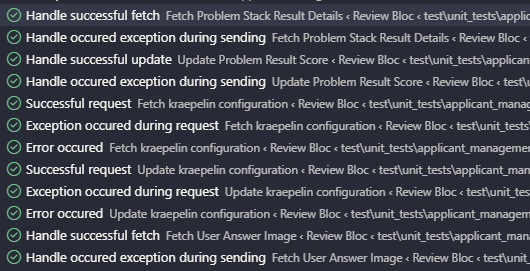 Handle successful fetch Fetch Problem Stack Result Details ‹ Review Bloc ‹ test\unit_tests\applic
Handle occured exception during sending Fetch Problem Stack Result Details ‹ Review Bloc ‹
Handle successful update Update Problem Result Score ‹ Review Bloc ‹ test\unit_tests\applican
Handle occured exception during sending Update Problem Result Score ‹ Review Bloc ‹ test\u
Successful request Fetch kraepelin configuration ‹ Review Bloc ‹ test\unit_tests\applicant_mana
Exception occured during request Fetch kraepelin configuration ‹ Review Bloc ‹ test\unit_tests
Error occured Fetch kraepelin configuration ‹ Review Bloc ‹ test\unit_tests\applicant_managemen
Successful request Update kraepelin configuration ‹ Review Bloc ‹ test\unit_tests\applicant_man
Exception occured during request Update kraepelin configuration ‹ Review Bloc ‹ test\unit_tes
Error occured Update kraepelin configuration ‹ Review Bloc ‹ test\unit_tests\applicant_managem
Handle successful fetch Fetch User Answer Image ‹ Review Bloc ‹ test\unit_tests\applicant_man
Handle occured exception during sending Fetch User Answer Image ‹ Review Bloc ‹ test\unit_